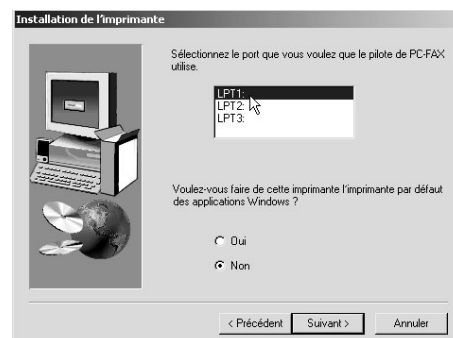 Installation de l'imprimante
Sélectionnez le port que vous voulez que le pilote de PC-FAX
utilise.
LPT1:
LPT2:
LPT3:
Voulez-vous faire de cette imprimante l'imprimante par défaut
des applications Windows ?
Oui
Non
< Précédent Suivant > Annuler